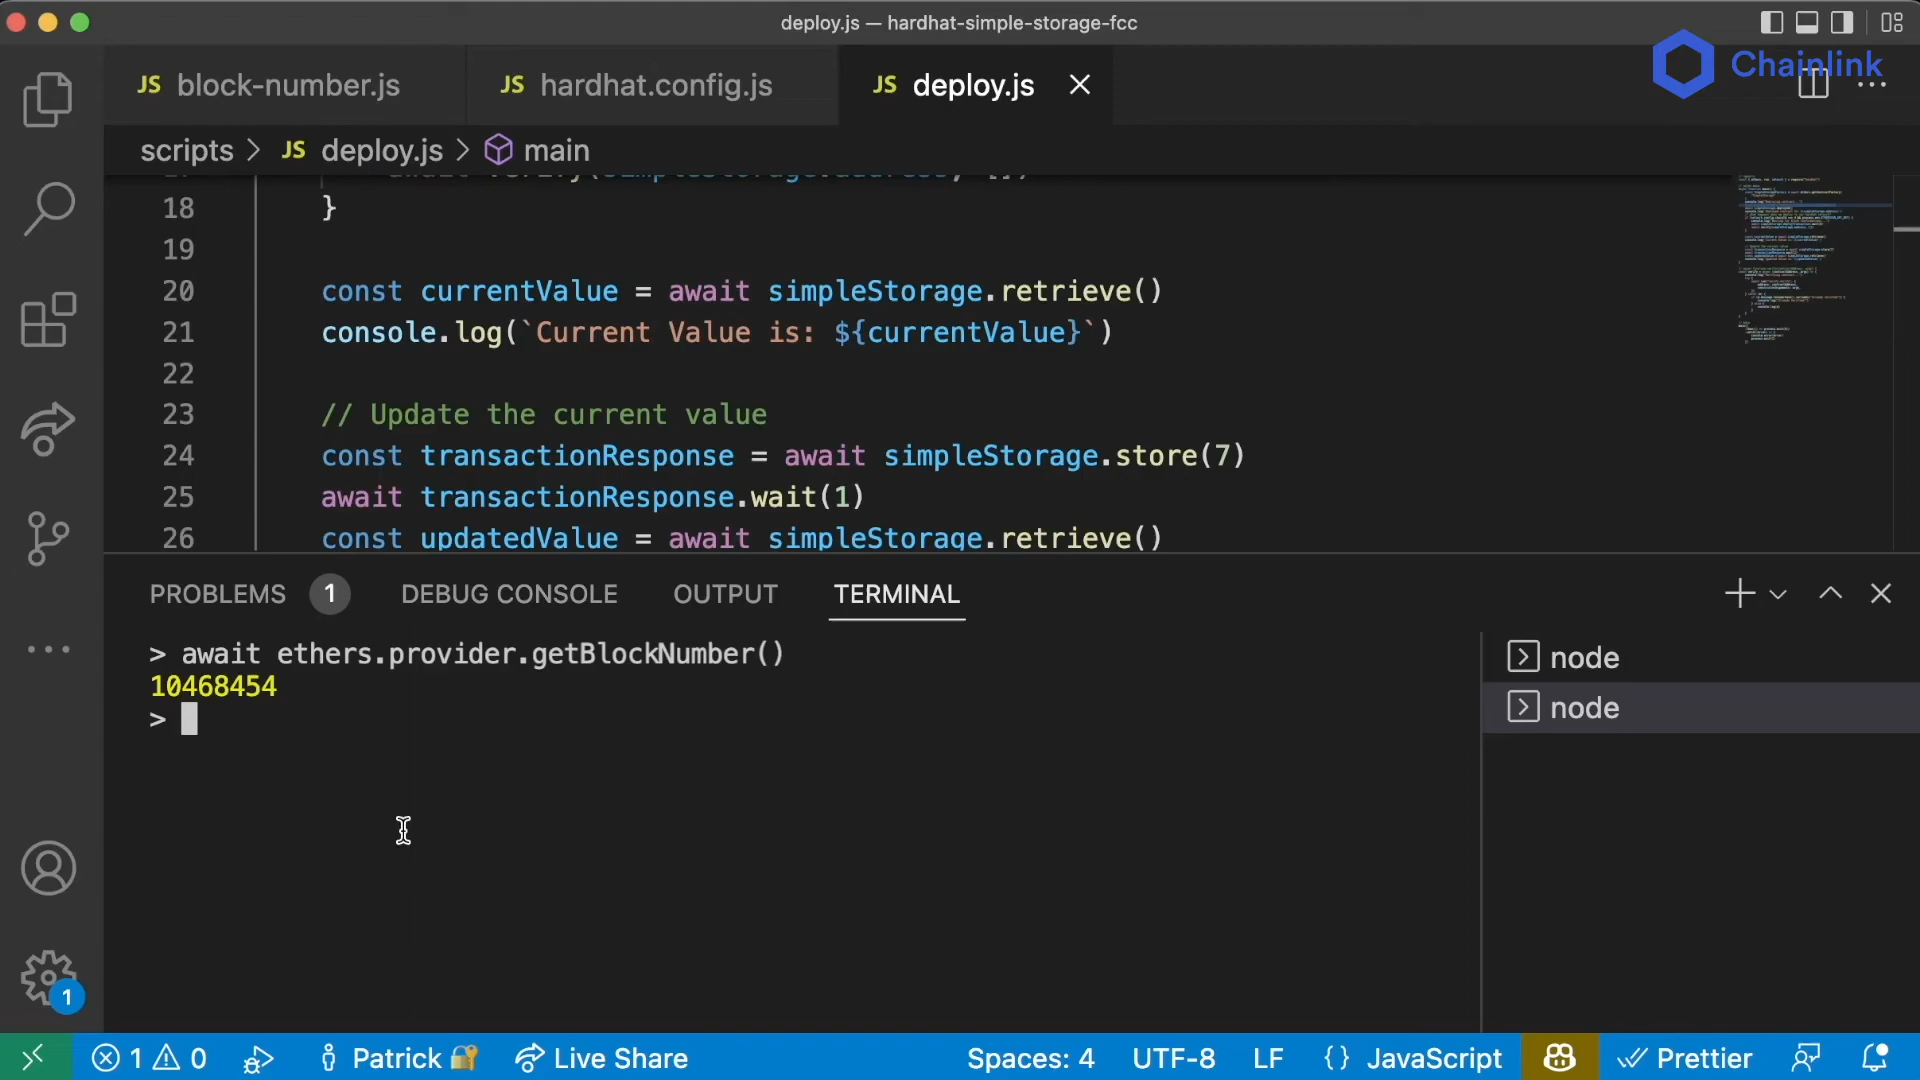 deploy.js — hardhat-simple-storage-fcc
JS block-number.js
JS hardhat.config.js
JS deploy.js
Chainlink
scripts > JS deploy.js > main
18 }
19
20 const currentValue = await simpleStorage.retrieve()
21 console.log(`Current Value is: ${currentValue}`)
22
23 // Update the current value
24 const transactionResponse = await simpleStorage.store(7)
25 await transactionResponse.wait(1)
26 const updatedValue = await simpleStorage.retrieve()
PROBLEMS 1 DEBUG CONSOLE OUTPUT TERMINAL
> await ethers.provider.getBlockNumber()
10468454
>
node
node
1
1 0 Patrick Live Share Spaces: 4 UTF-8 LF {} JavaScript Prettier